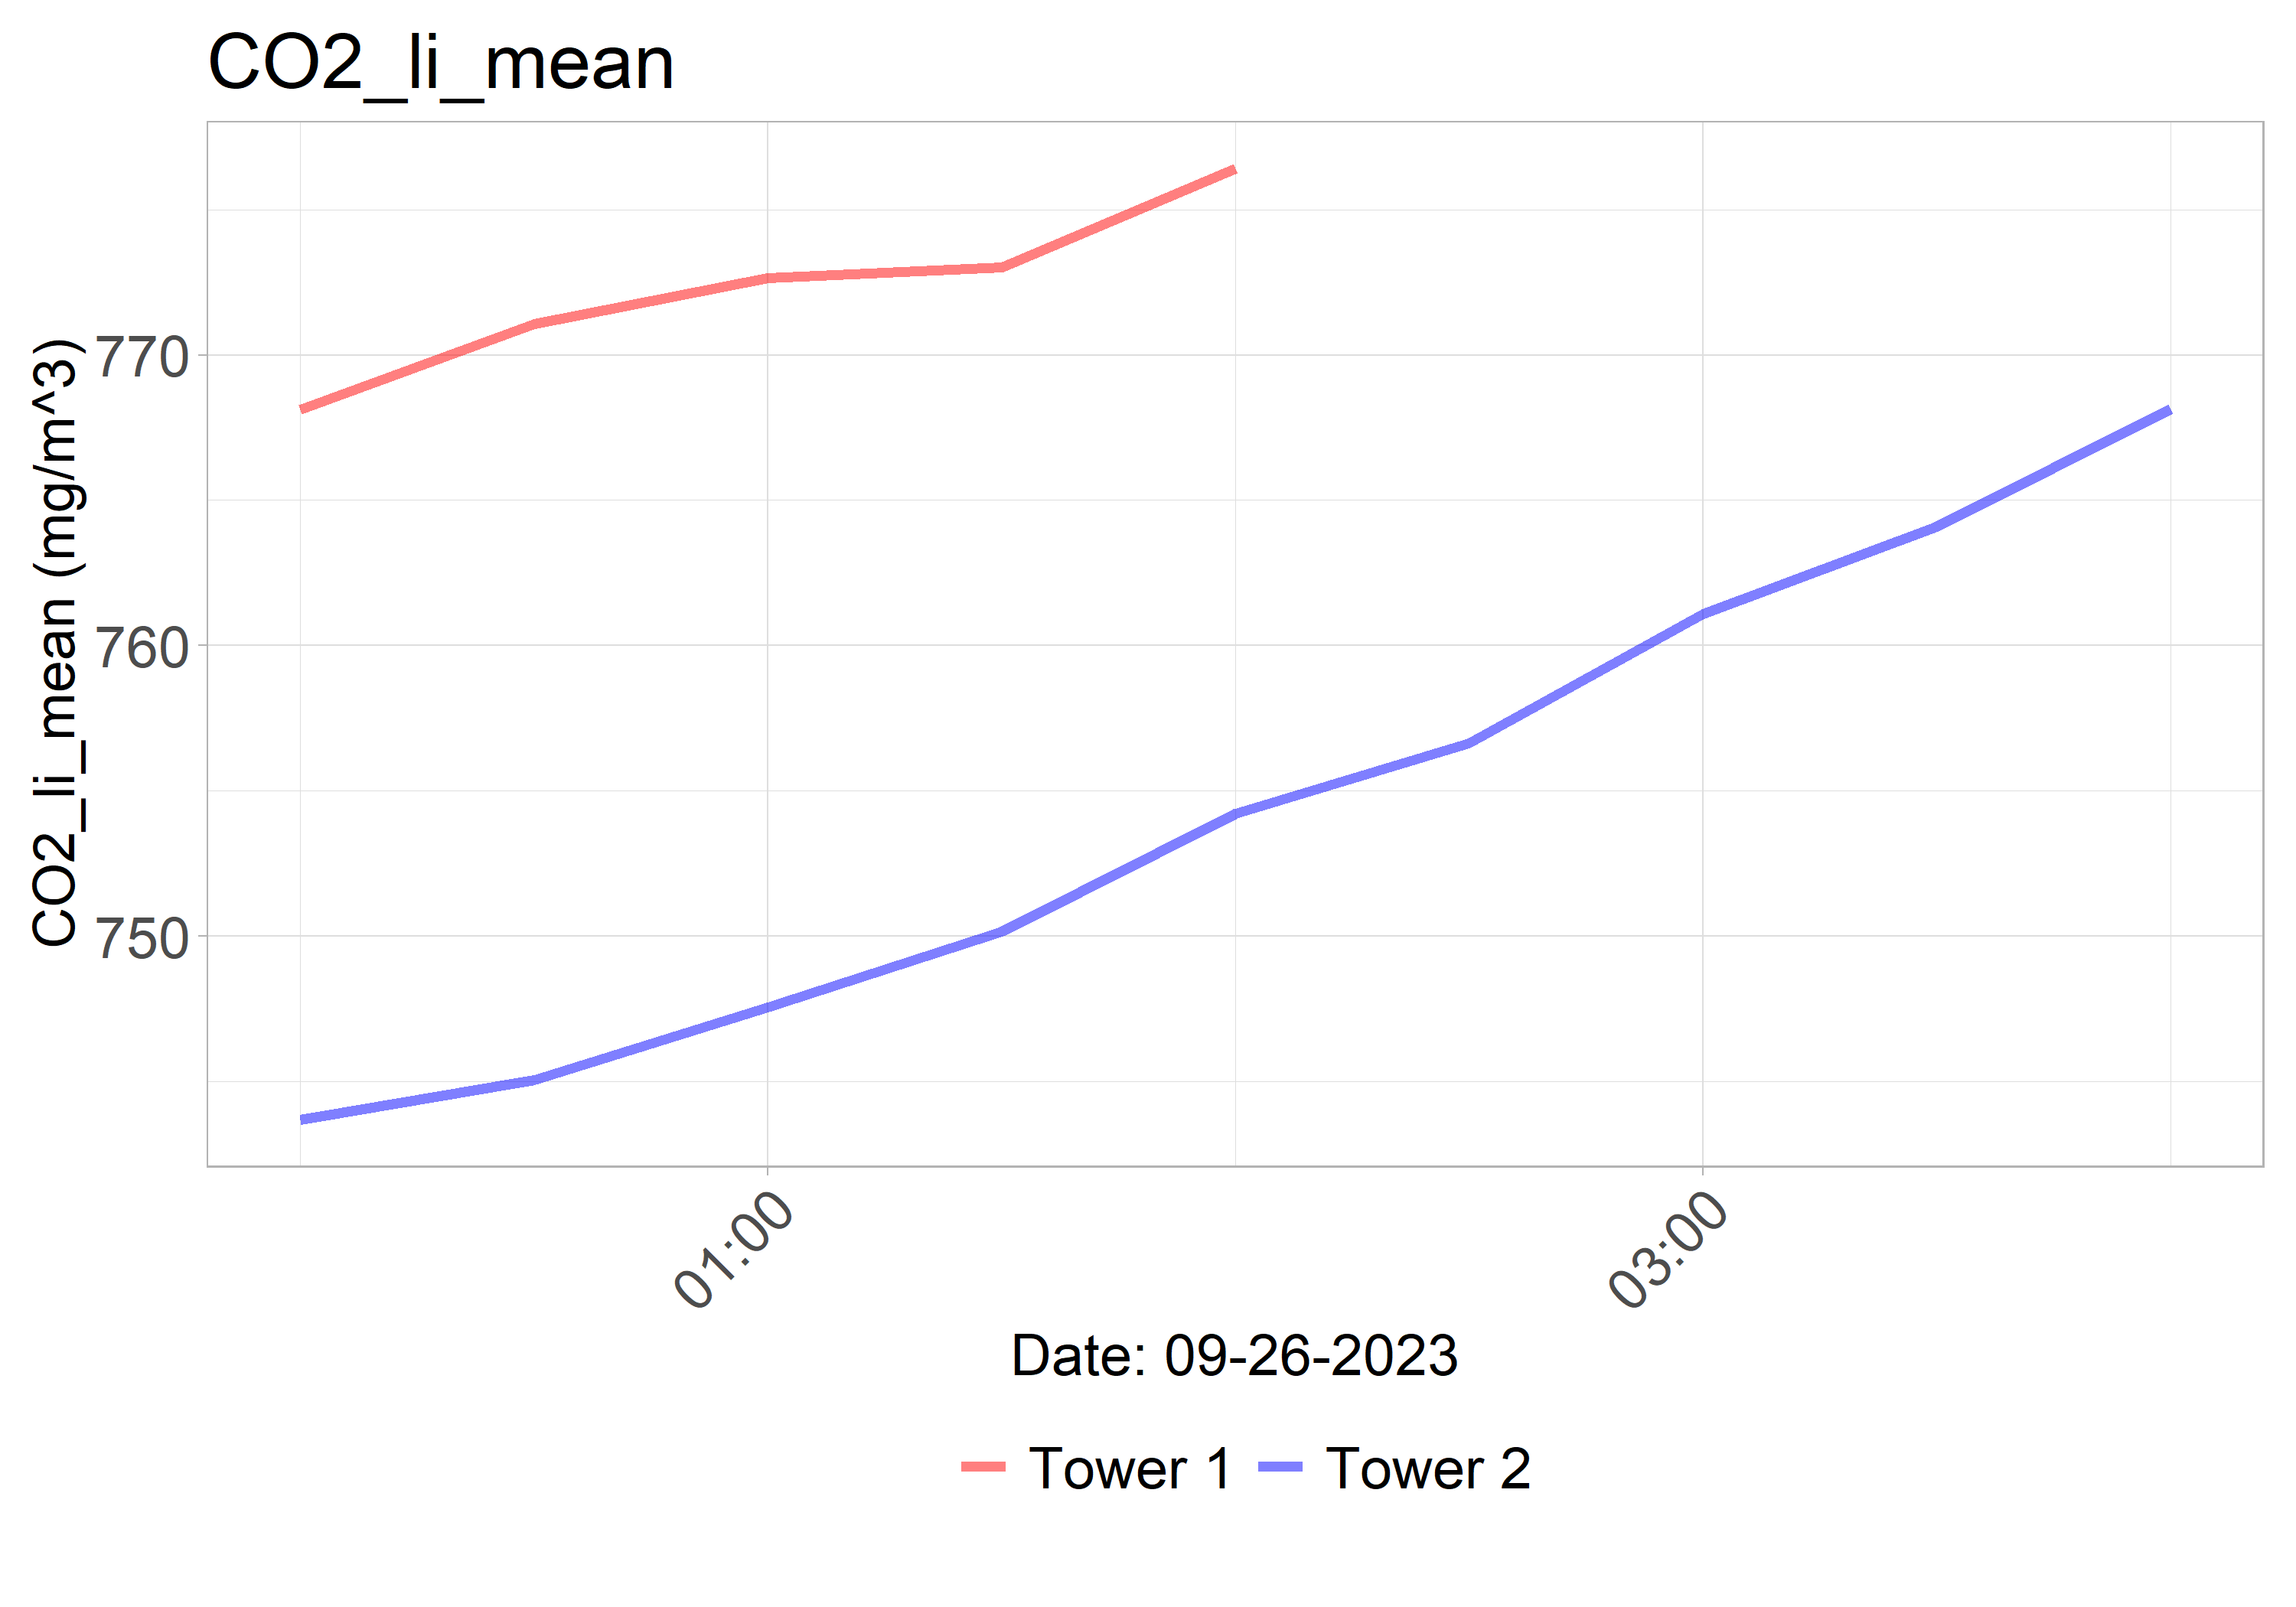 CO2_li_mean
CO2_li_mean (mg/m^3)
770
760
750
01:00
03:00
Date: 09-26-2023
Tower 1
Tower 2